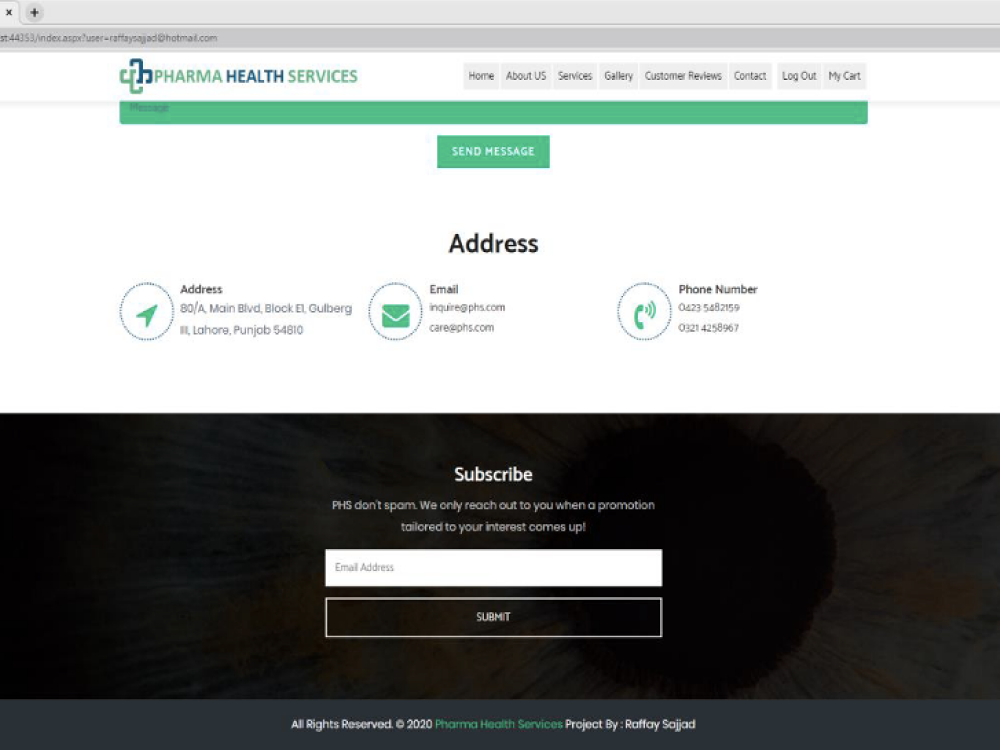 st:44353/index.aspx?user=raffaysajjad@hotmail.com
PHARMA HEALTH SERVICES
Home About US Services Gallery Customer Reviews Contact Log Out My Cart
Message
SEND MESSAGE
Address
Address
80/A, Main Blvd, Block E1, Gulberg
III, Lahore, Punjab 54810
Email
inquire@phs.com
care@phs.com
Phone Number
0423 5482159
0321 4258967
Subscribe
PHS don't spam. We only reach out to you when a promotion
tailored to your interest comes up!
Email Address
SUBMIT
All Rights Reserved. © 2020 Pharma Health Services Project By : Raffay Sajjad